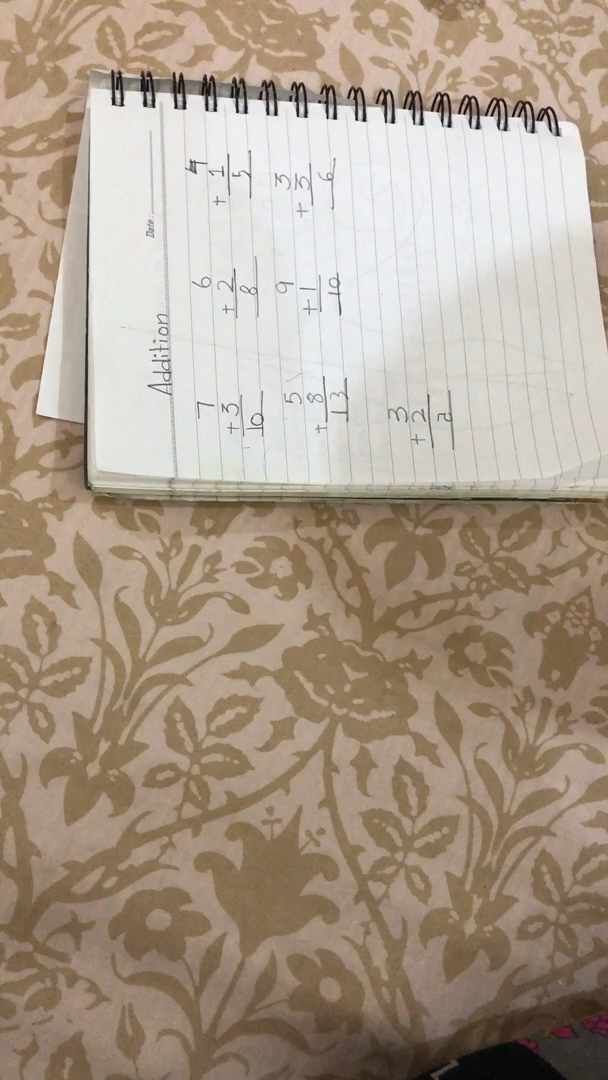 Date:
Addition
7 6 4
+3 +2 +1
10 8 5
5 9 3
+8 +1 +3
13 10 6
3
+2